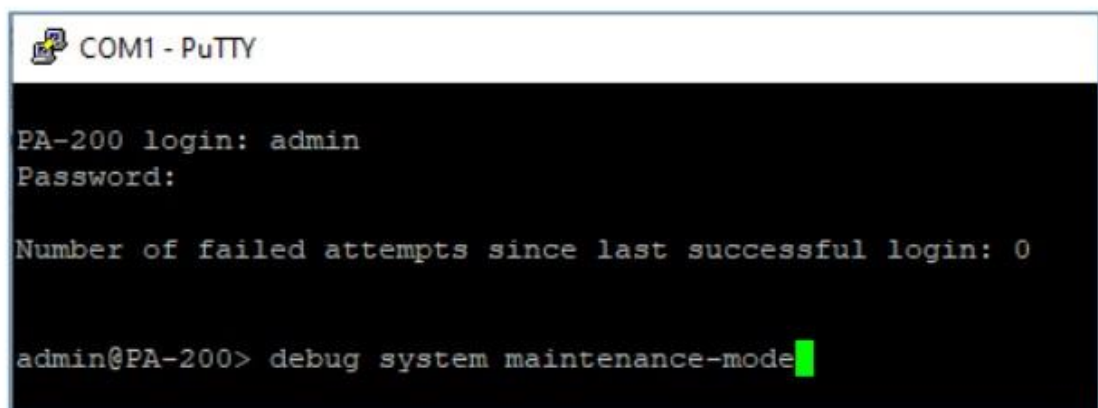 COM1 - PuTTY
PA-200 login: admin
Password:
Number of failed attempts since last successful login: 0
admin@PA-200> debug system maintenance-mode